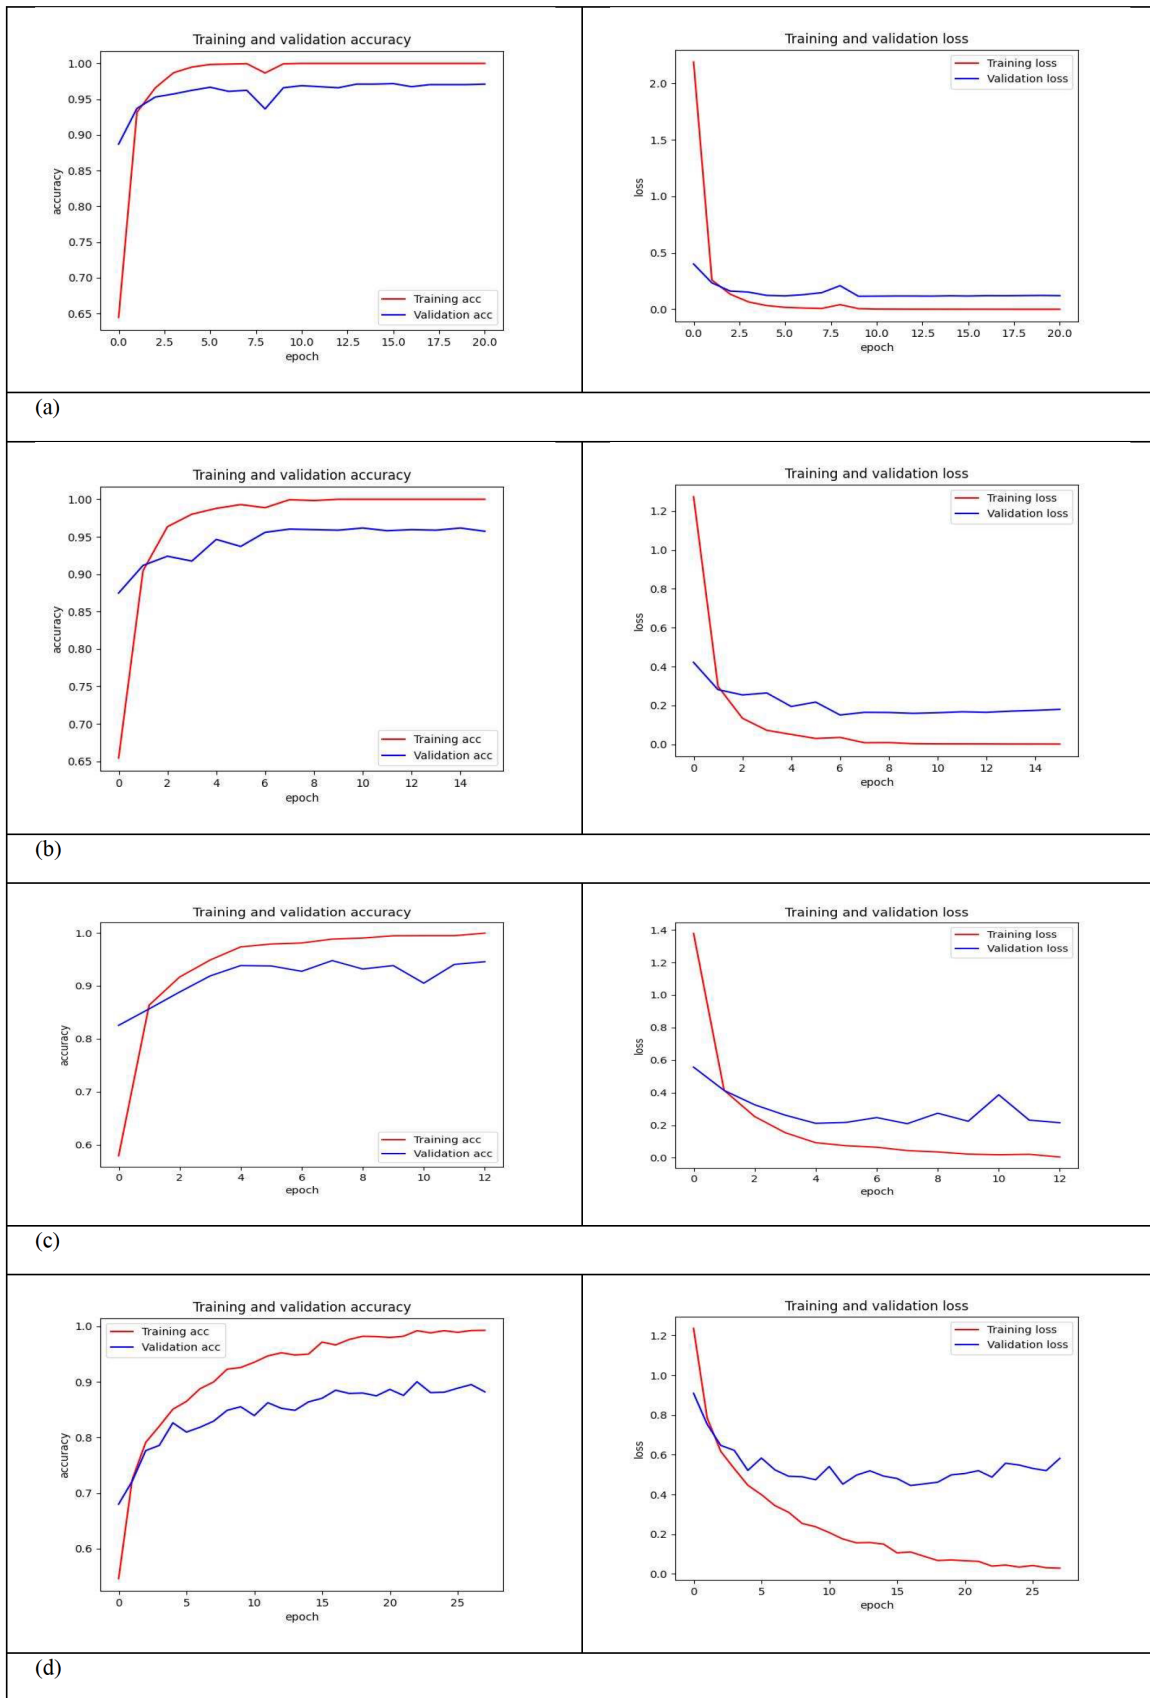 Training and validation accuracy
1.00
0.95
0.90
0.85
0.80
0.75
0.70
0.65
accuracy
Training acc
Validation acc
0.0 2.5 5.0 7.5 10.0 12.5 15.0 17.5 20.0
epoch
Training and validation loss
2.0
1.5
1.0
0.5
0.0
loss
Training loss
Validation loss
0.0 2.5 5.0 7.5 10.0 12.5 15.0 17.5 20.0
epoch
(a)
Training and validation accuracy
1.00
0.95
0.90
0.85
0.80
0.75
0.70
0.65
accuracy
Training acc
Validation acc
0 2 4 6 8 10 12 14
epoch
Training and validation loss
1.2
1.0
0.8
0.6
0.4
0.2
0.0
loss
Training loss
Validation loss
0 2 4 6 8 10 12 14
epoch
(b)
Training and validation accuracy
1.0
0.9
0.8
0.7
0.6
accuracy
Training acc
Validation acc
0 2 4 6 8 10 12
epoch
Training and validation loss
1.4
1.2
1.0
0.8
0.6
0.4
0.2
0.0
loss
Training loss
Validation loss
0 2 4 6 8 10 12
epoch
(c)
Training and validation accuracy
1.0
0.9
0.8
0.7
0.6
accuracy
Training acc
Validation acc
0 5 10 15 20 25
epoch
Training and validation loss
1.2
1.0
0.8
0.6
0.4
0.2
0.0
loss
Training loss
Validation loss
0 5 10 15 20 25
epoch
(d)